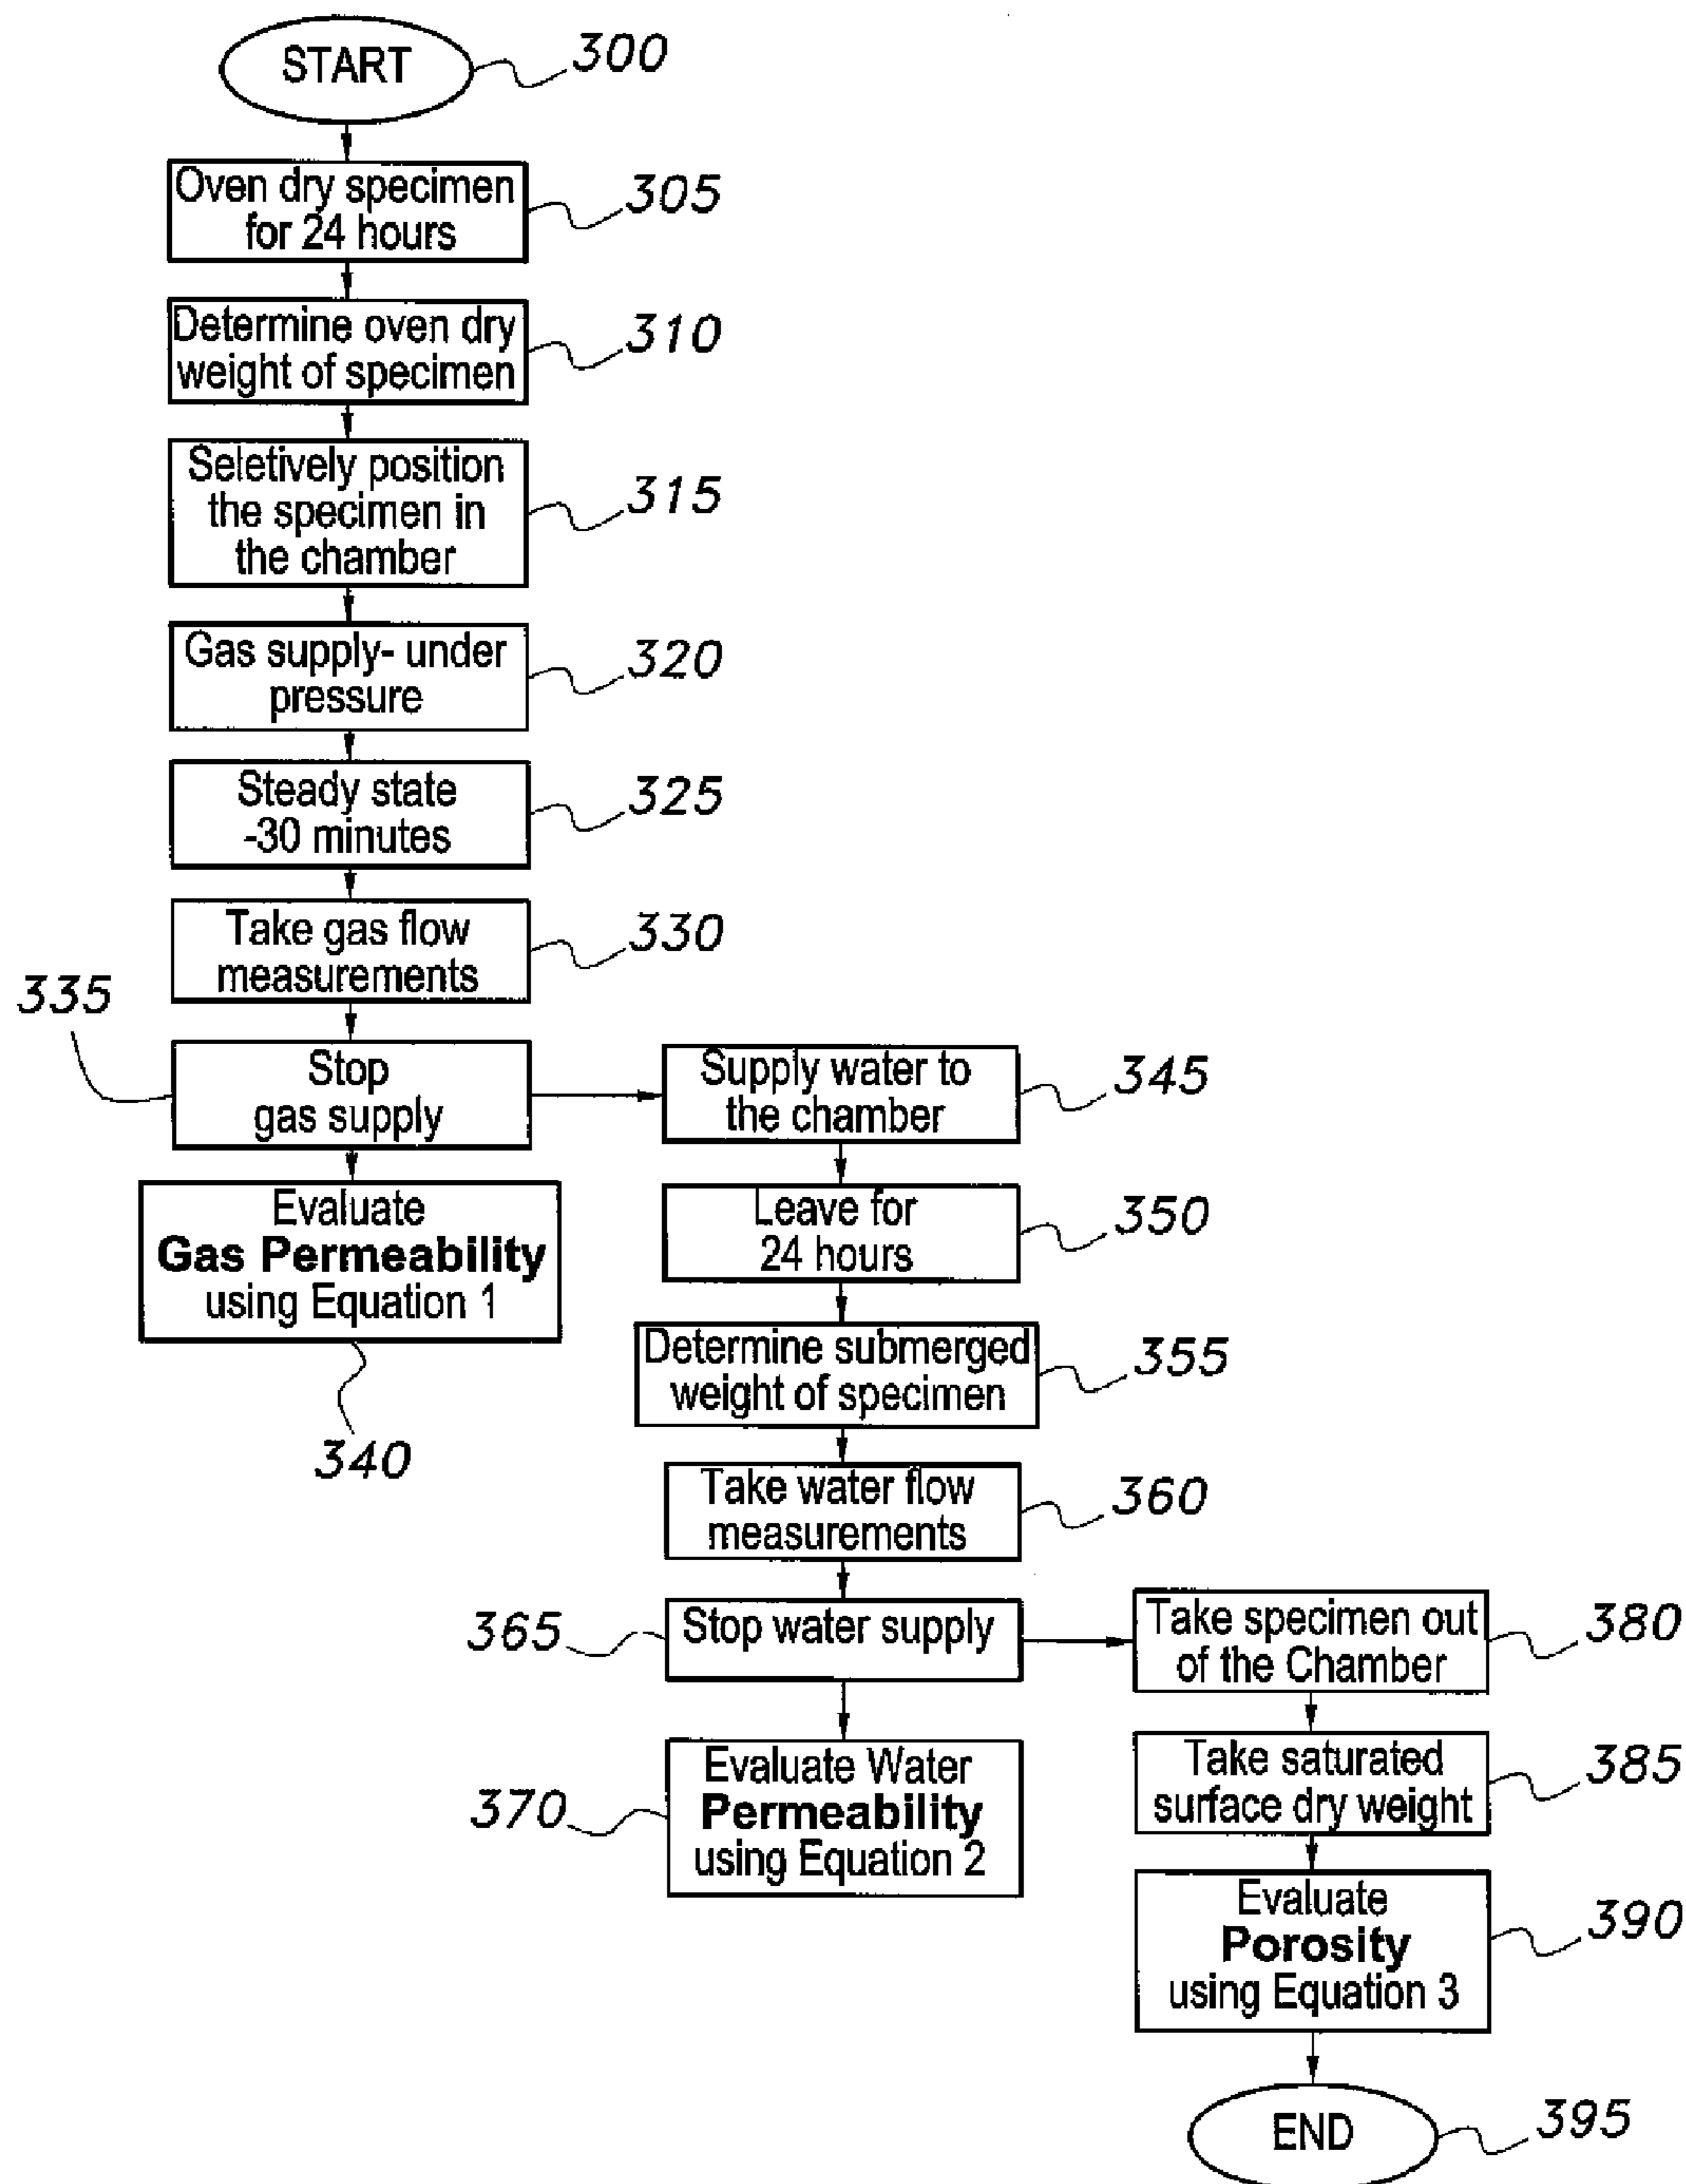 START
300
Oven dry specimen
for 24 hours
305
Determine oven dry
weight of specimen
310
Seletively position
the specimen in
the chamber
315
Gas supply- under
pressure
320
Steady state
-30 minutes
325
Take gas flow
measurements
330
335
Stop
gas supply
Evaluate
Gas Permeability
using Equation 1
340
Supply water to
the chamber
345
Leave for
24 hours
350
Determine submerged
weight of specimen
355
Take water flow
measurements
360
365
Stop water supply
370
Evaluate Water
Permeability
using Equation 2
Take specimen out
of the Chamber
380
Take saturated
surface dry weight
385
Evaluate
Porosity
using Equation 3
390
END
395